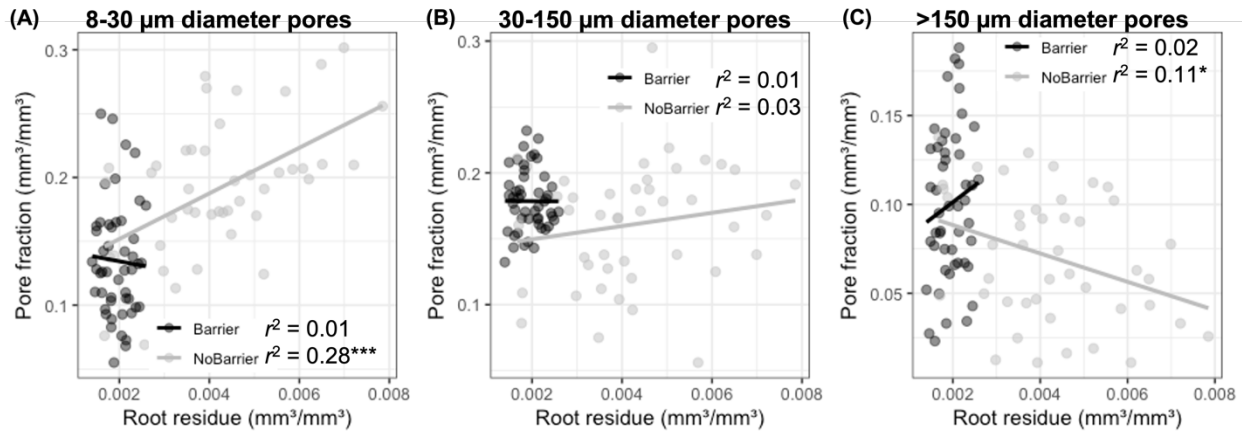 (A) 8-30 µm diameter pores
Pore fraction (mm³/mm³)
0.3
0.2
0.1
Barrier r² = 0.01
NoBarrier r² = 0.28***
0.002 0.004 0.006 0.008
Root residue (mm³/mm³)
(B) 30-150 µm diameter pores
Pore fraction (mm³/mm³)
0.3
0.2
0.1
Barrier r² = 0.01
NoBarrier r² = 0.03
0.002 0.004 0.006 0.008
Root residue (mm³/mm³)
(C) >150 µm diameter pores
Pore fraction (mm³/mm³)
0.15
0.10
0.05
Barrier r² = 0.02
NoBarrier r² = 0.11*
0.002 0.004 0.006 0.008
Root residue (mm³/mm³)